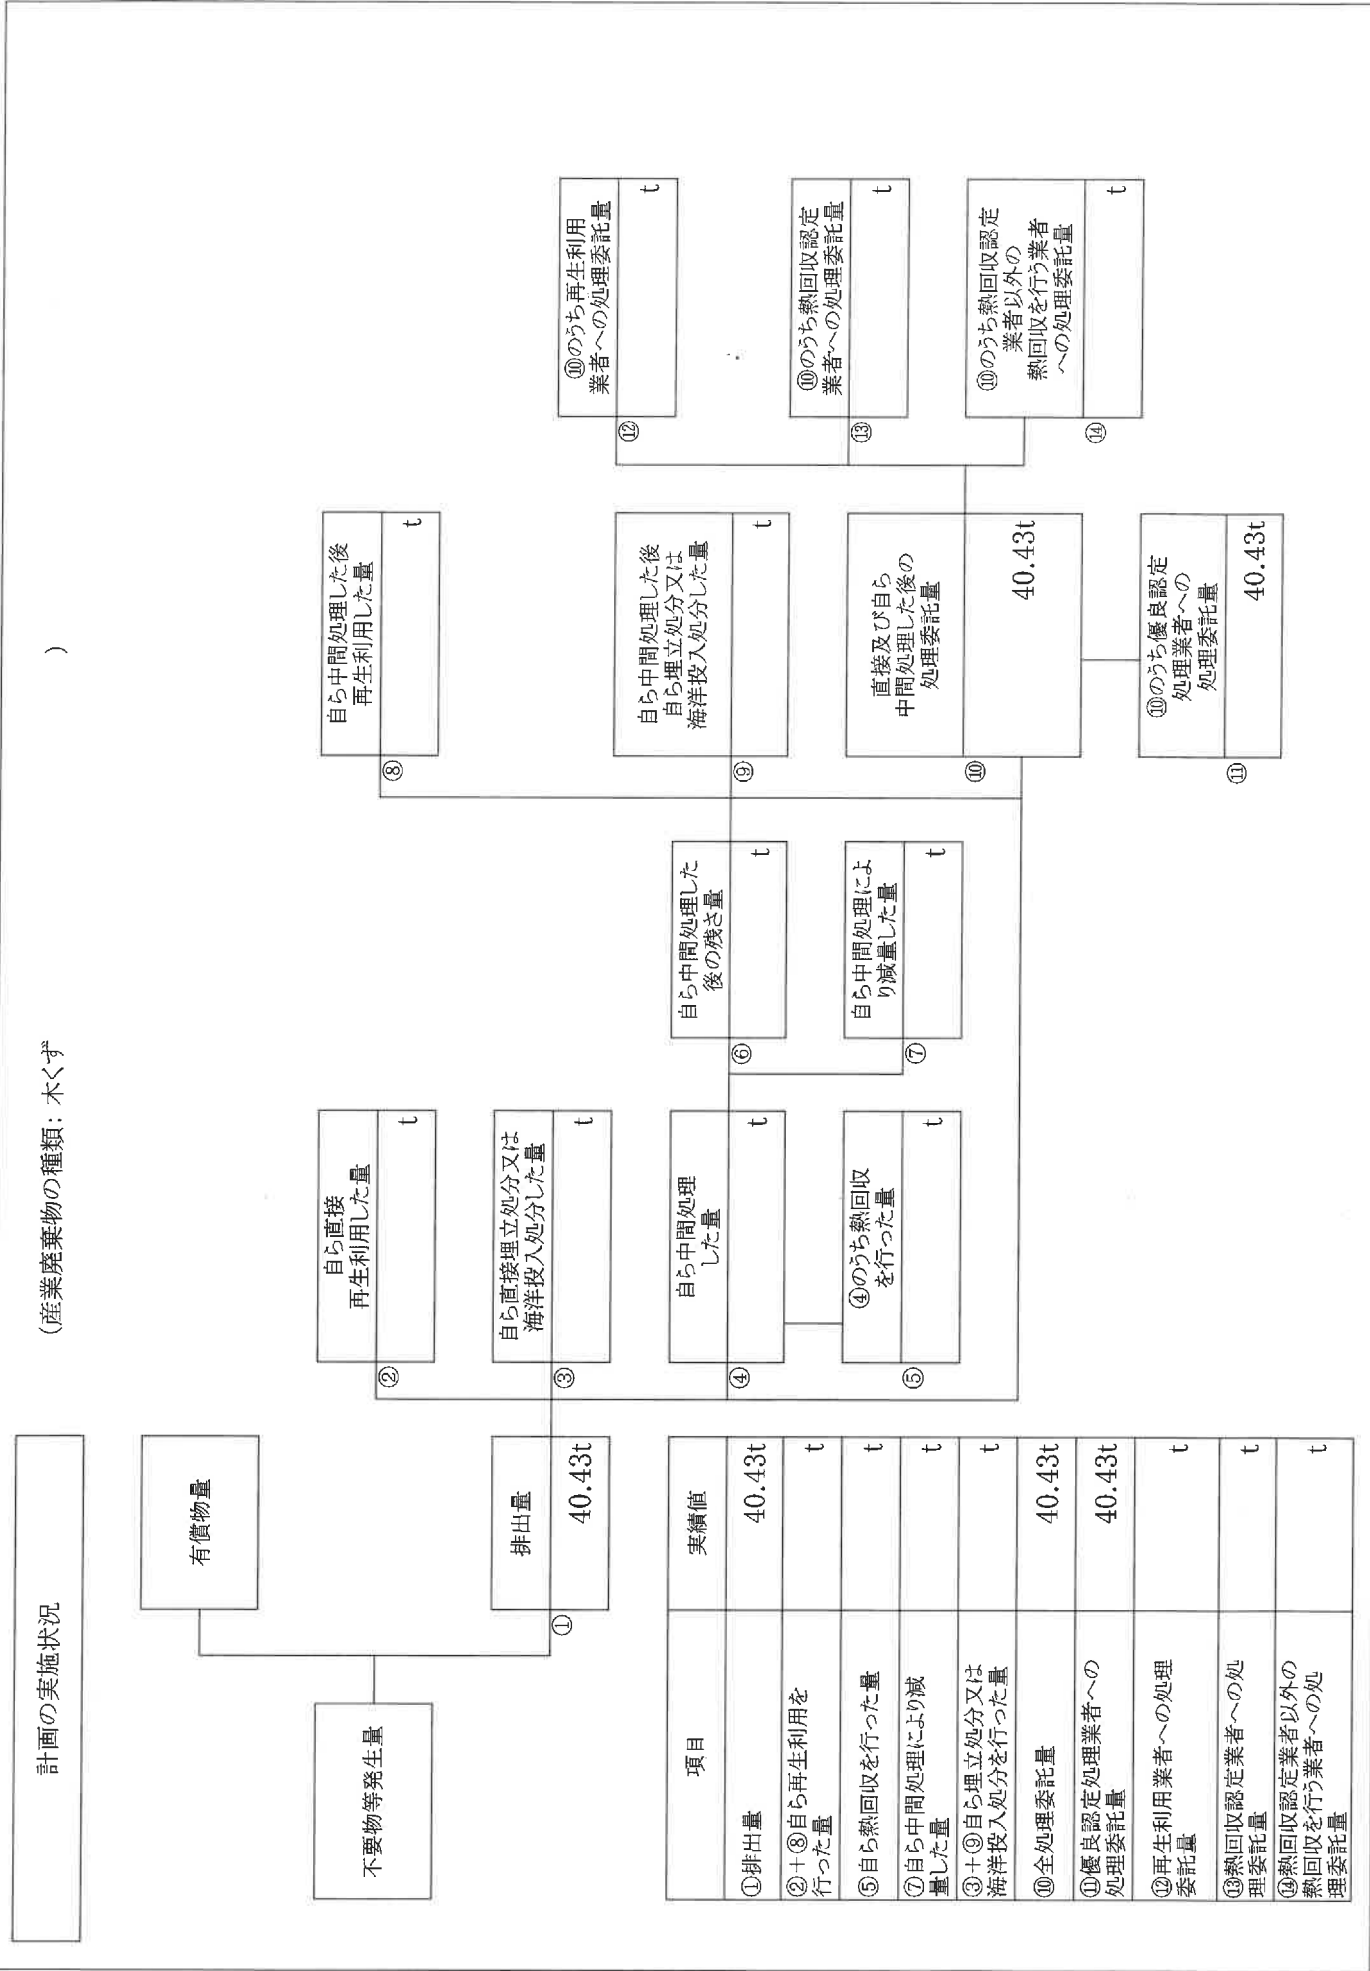 計画の実施状況
(産業廃棄物の種類: 木くず )
不要物等発生量
有償物量
排出量
① 40.43t
自ら直接
再生利用した量
② t
自ら直接埋立処分又は
海洋投入処分した量
③ t
自ら中間処理
した量
④ t
④のうち熱回収
を行った量
⑤ t
自ら中間処理した
後の残さ量
⑥ t
自ら中間処理によ
り減量した量
⑦ t
自ら中間処理した後
再生利用した量
⑧ t
自ら中間処理した後
自ら埋立処分又は
海洋投入処分した量
⑨ t
直接及び自ら
中間処理した後の
処理委託量
⑩ 40.43t
⑩のうち優良認定
処理業者への
処理委託量
⑪ 40.43t
⑩のうち再生利用
業者への処理委託量
⑫ t
⑩のうち熱回収認定
業者への処理委託量
⑬ t
⑩のうち熱回収認定
業者以外の
熱回収を行う業者
への処理委託量
⑭ t
項目 実績値
①排出量 40.43t
②+⑧自ら再生利用を
行った量 t
⑤自ら熱回収を行った量 t
⑦自ら中間処理により減
量した量 t
③+⑨自ら埋立処分又は
海洋投入処分を行った量 t
⑩全処理委託量 40.43t
⑪優良認定処理業者への
処理委託量 40.43t
⑫再生利用業者への処理
委託量 t
⑬熱回収認定業者への処
理委託量 t
⑭熱回収認定業者以外の
熱回収を行う業者への処
理委託量 t